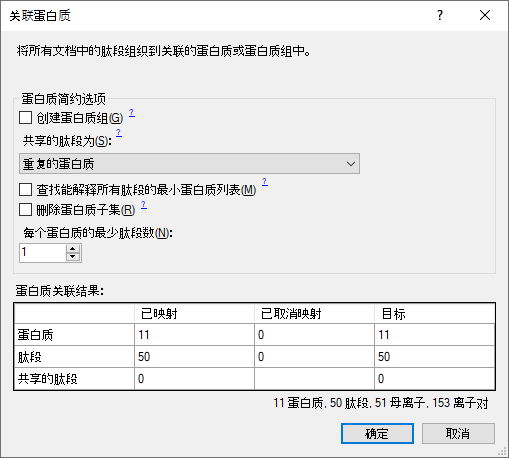 关联蛋白质
?
将所有文档中的肽段组织到关联的蛋白质或蛋白质组中。
蛋白质简约选项
创建蛋白质组(G) ?
共享的肽段为(S): ?
重复的蛋白质
查找能解释所有肽段的最小蛋白质列表(M) ?
删除蛋白质子集(R) ?
每个蛋白质的最少肽段数(N):
1
蛋白质关联结果:
已映射 已取消映射 目标
蛋白质 11 0 11
肽段 50 0 50
共享的肽段 0 0
11 蛋白质, 50 肽段, 51 母离子, 153 离子对
确定 取消